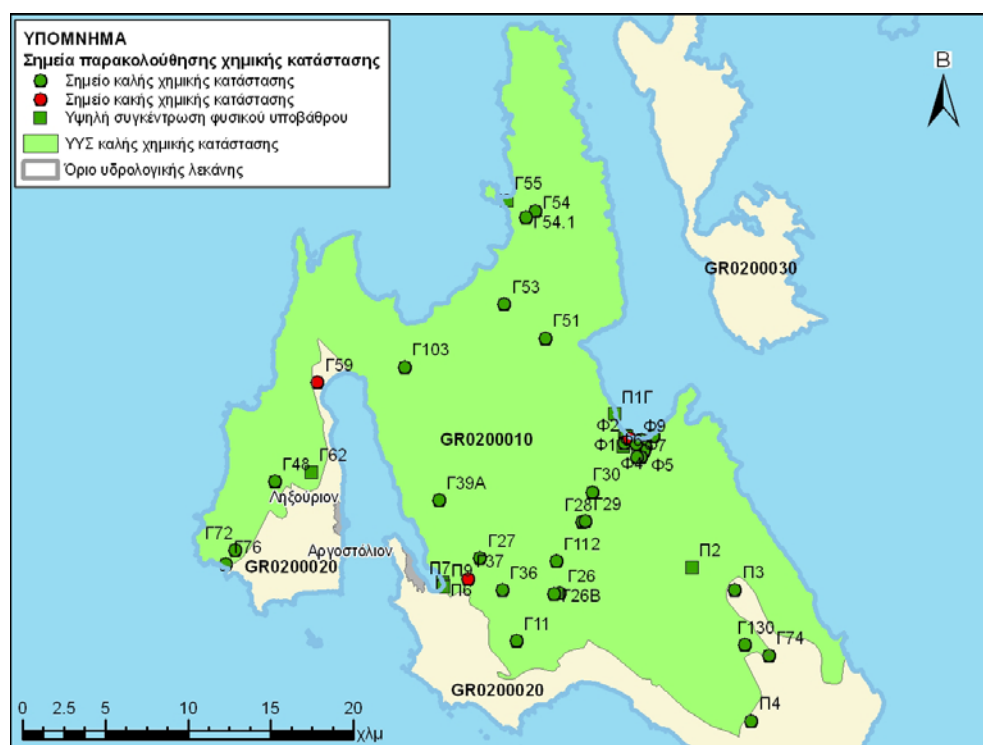 ΥΠΟΜΝΗΜΑ
Σημεία παρακολούθησης χημικής κατάστασης
Σημείο καλής χημικής κατάστασης
Σημείο κακής χημικής κατάστασης
Υψηλή συγκέντρωση φυσικού υποβάθρου
ΥΥΣ καλής χημικής κατάστασης
Όριο υδρολογικής λεκάνης
Β
Γ55
Γ54
Γ54.1
GR0200030
Γ53
Γ51
Γ103
Γ59
Π1Γ
Φ2
Φ9
Φ1
Φ7
Φ4
Φ5
GR0200010
Γ62
Γ48
Ληξούριον
Γ39Α
Γ30
Γ28
Γ29
Γ72
Γ76
Αργοστόλιον
GR0200020
Γ27
Γ37
Γ112
Π7
Π9
Π6
Γ36
Γ26
Γ26Β
Π2
Π3
Γ11
Γ130
Γ74
GR0200020
Π4
0 2.5 5 10 15 20
χλμ